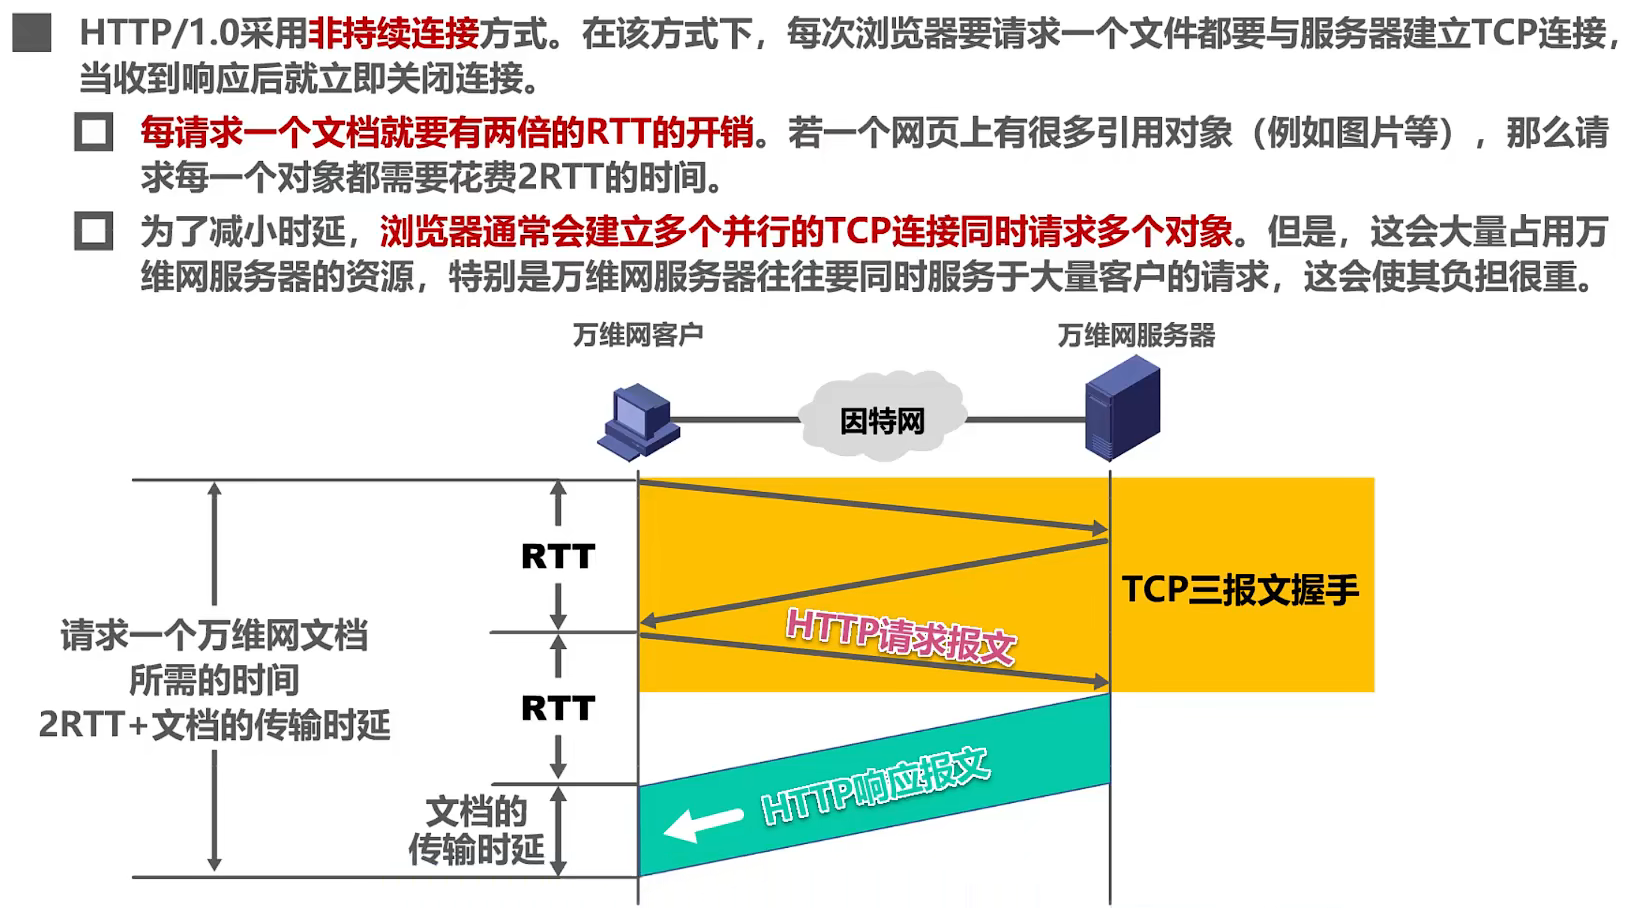 HTTP/1.0采用非持续连接方式。在该方式下，每次浏览器要请求一个文件都要与服务器建立TCP连接，
当收到响应后就立即关闭连接。
每请求一个文档就要有两倍的RTT的开销。若一个网页上有很多引用对象（例如图片等），那么请
求每一个对象都需要花费2RTT的时间。
为了减小时延，浏览器通常会建立多个并行的TCP连接同时请求多个对象。但是，这会大量占用万
维网服务器的资源，特别是万维网服务器往往要同时服务于大量客户的请求，这会使其负担很重。
万维网客户
万维网服务器
因特网
RTT
TCP三报文握手
HTTP请求报文
请求一个万维网文档
所需的时间
2RTT+文档的传输时延
RTT
HTTP响应报文
文档的
传输时延